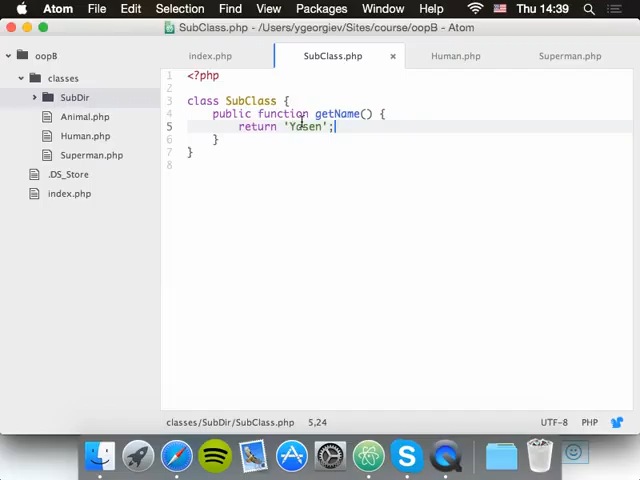 Atom File Edit Selection Find View Packages Window Help Thu 14:39
SubClass.php - /Users/ygeorgiev/Sites/course/oopB - Atom
oopB
classes
SubDir
Animal.php
Human.php
Superman.php
.DS_Store
index.php
index.php SubClass.php Human.php Superman.php
1 <?php
2
3 class SubClass {
4 public function getName() {
5 return 'Yasen';
6 }
7 }
8
classes/SubDir/SubClass.php 5,24 UTF-8 PHP